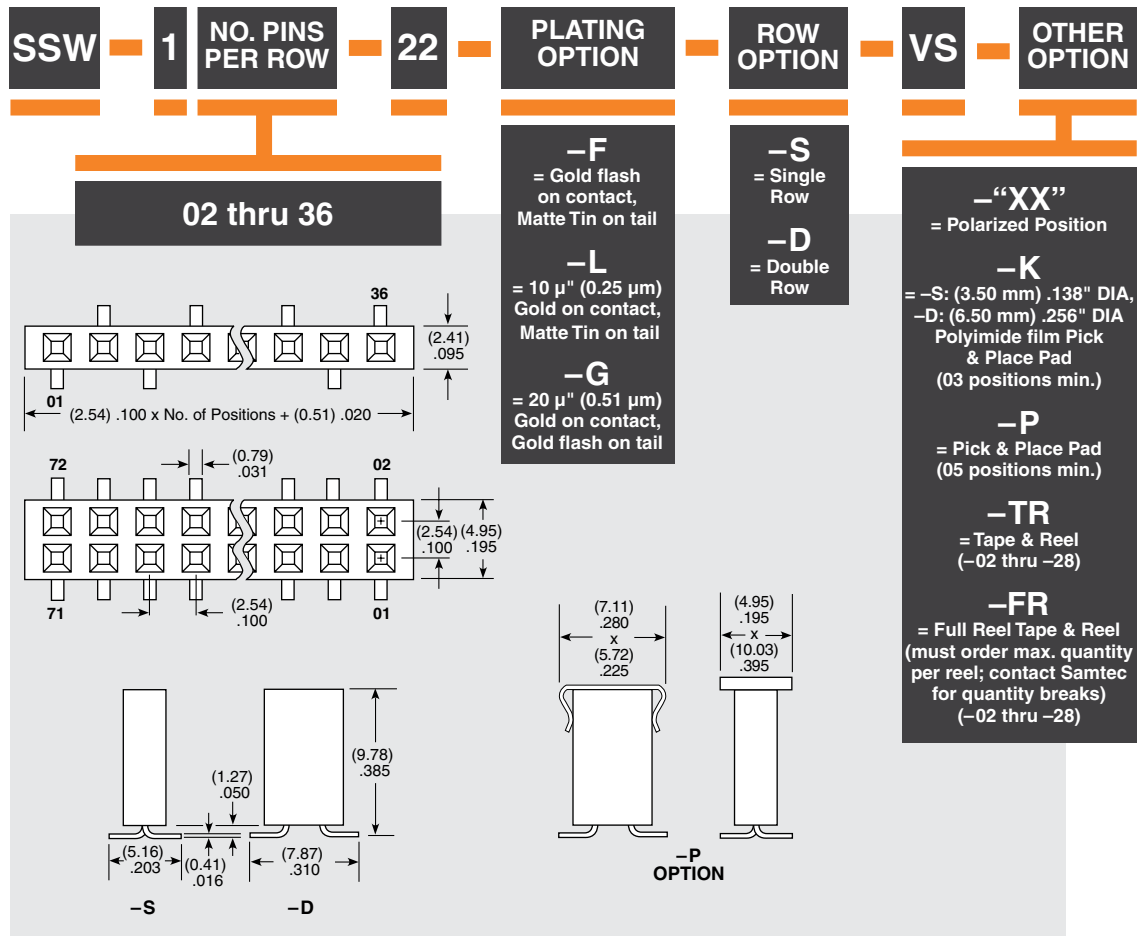 SSW
1
NO. PINS
PER ROW
22
PLATING
OPTION
ROW
OPTION
VS
OTHER
OPTION
02 thru 36
–F
= Gold flash
on contact,
Matte Tin on tail
–L
= 10 µ" (0.25 µm)
Gold on contact,
Matte Tin on tail
–G
= 20 µ" (0.51 µm)
Gold on contact,
Gold flash on tail
–S
= Single
Row
–D
= Double
Row
–“XX”
= Polarized Position
–K
= –S: (3.50 mm) .138" DIA,
–D: (6.50 mm) .256" DIA
Polyimide film Pick
& Place Pad
(03 positions min.)
–P
= Pick & Place Pad
(05 positions min.)
–TR
= Tape & Reel
(–02 thru –28)
–FR
= Full Reel Tape & Reel
(must order max. quantity
per reel; contact Samtec
for quantity breaks)
(–02 thru –28)
36
(2.41)
.095
01
(2.54) .100 x No. of Positions + (0.51) .020
72
(0.79)
.031
02
(2.54)
.100
(4.95)
.195
71
(2.54)
.100
01
(9.78)
.385
(1.27)
.050
(5.16)
.203
(0.41)
.016
(7.87)
.310
–S
–D
(7.11)
.280
x
(5.72)
.225
(4.95)
.195
x
(10.03)
.395
–P
OPTION